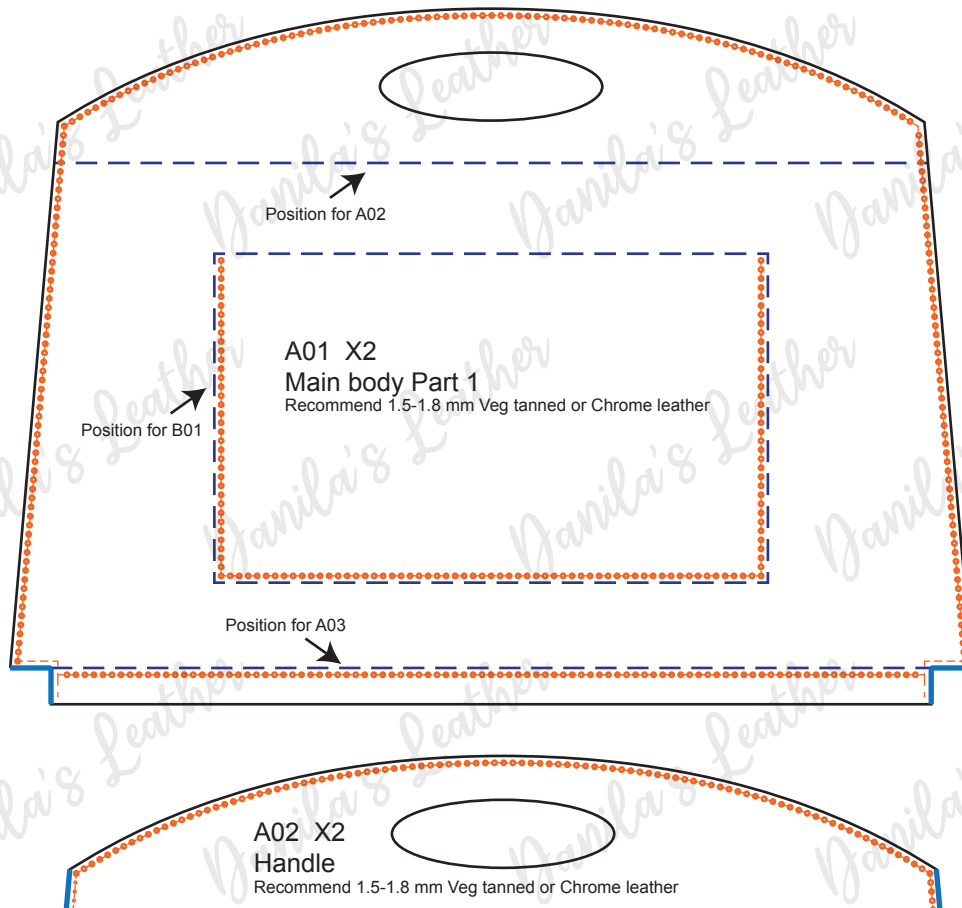 Danila's Leather
Position for A02
A01 X2
Main body Part 1
Recommend 1.5-1.8 mm Veg tanned or Chrome leather
Position for B01
Position for A03
A02 X2
Handle
Recommend 1.5-1.8 mm Veg tanned or Chrome leather